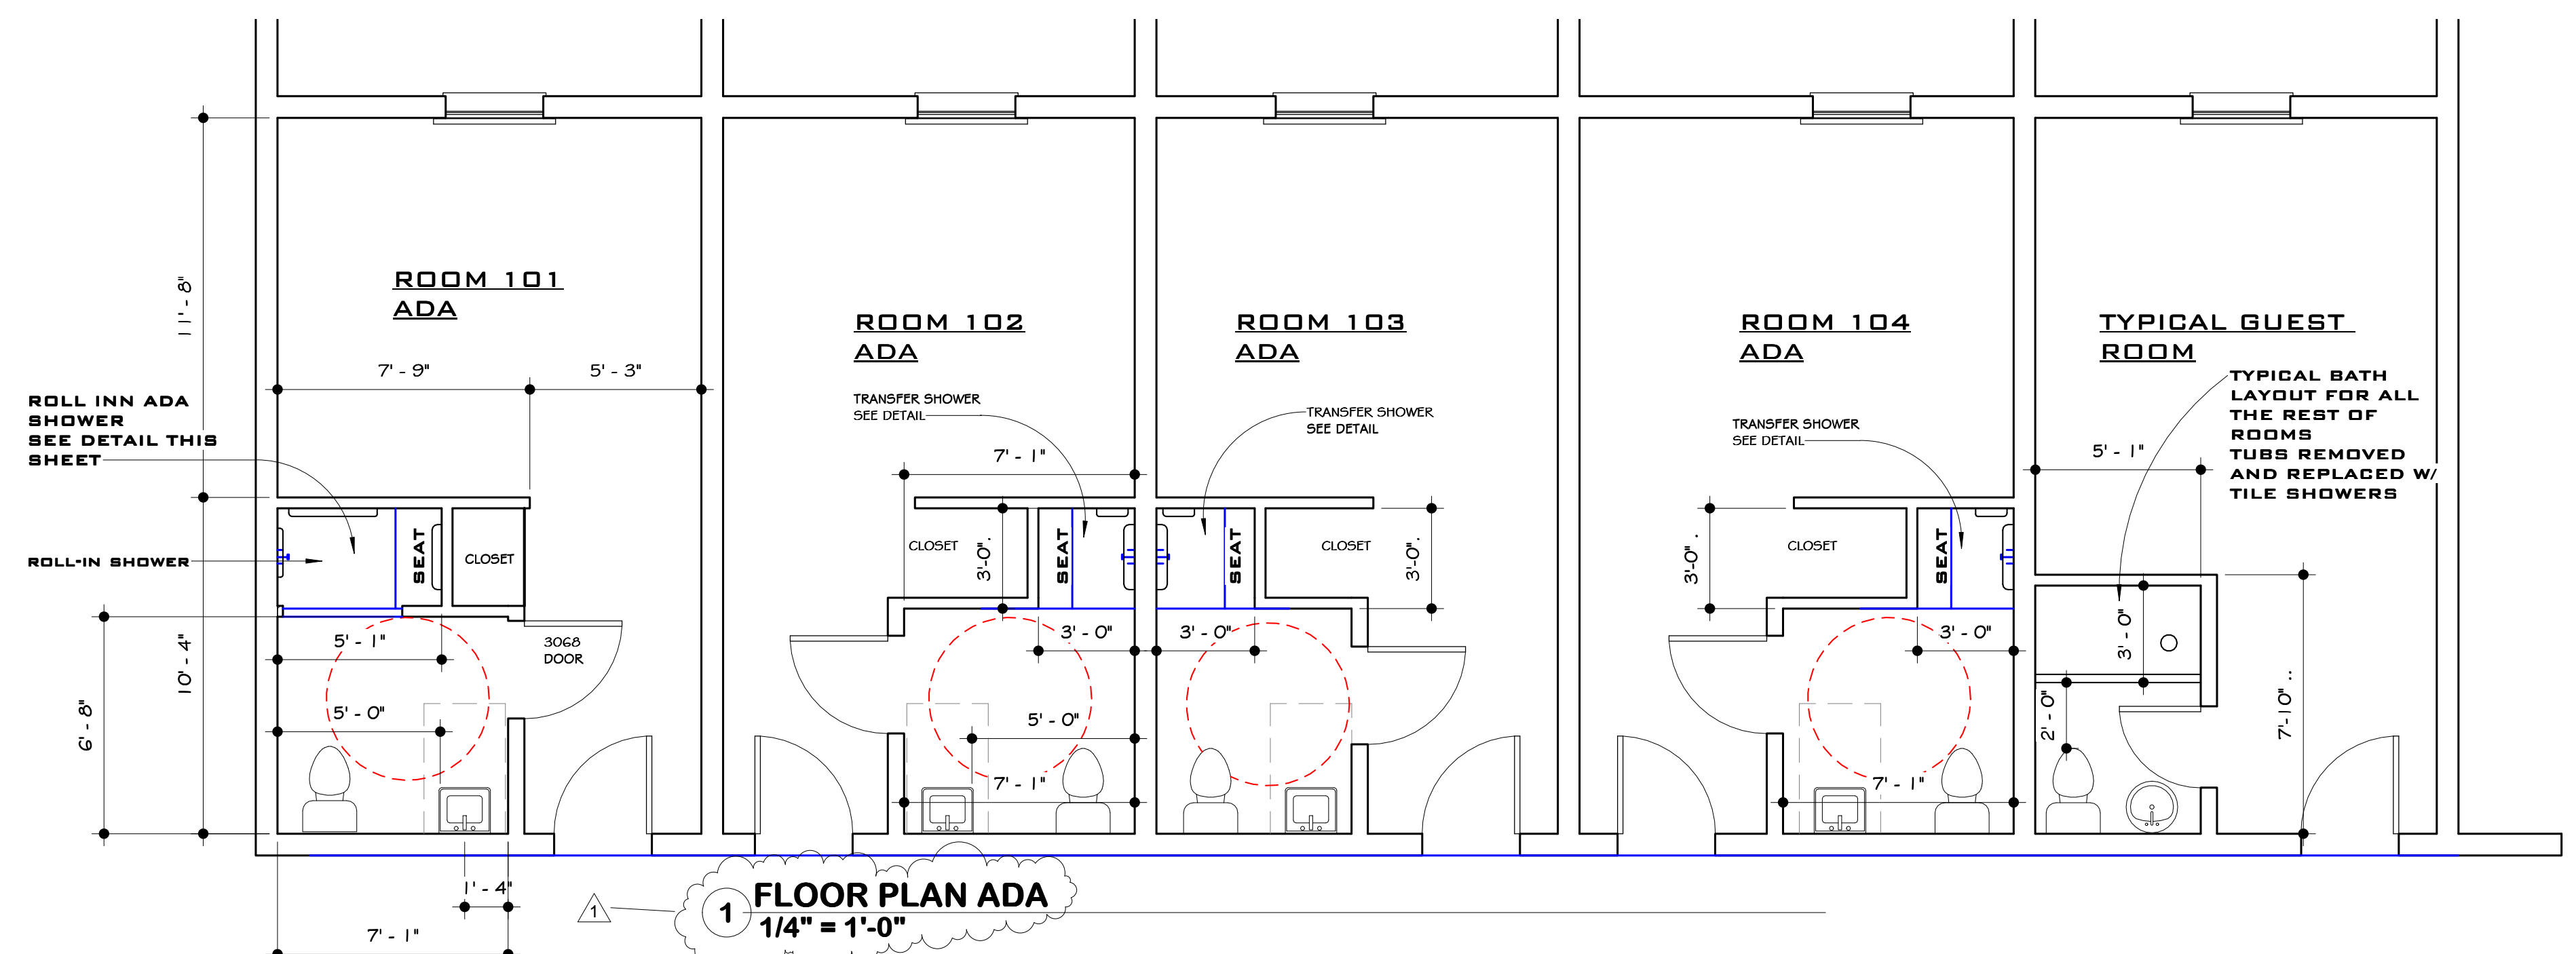 11' - 8"
ROOM 101
ADA
7' - 9"
5' - 3"
ROLL INN ADA
SHOWER
SEE DETAIL THIS
SHEET
ROLL-IN SHOWER
SEAT
CLOSET
5' - 1"
3068
DOOR
5' - 0"
10' - 4"
6' - 8"
1' - 4"
7' - 1"
ROOM 102
ADA
TRANSFER SHOWER
SEE DETAIL
7' - 1"
CLOSET
3'-0" .
SEAT
3' - 0"
5' - 0"
7' - 1"
ROOM 103
ADA
TRANSFER SHOWER
SEE DETAIL
SEAT
CLOSET
3'-0" .
3' - 0"
ROOM 104
ADA
TRANSFER SHOWER
SEE DETAIL
3'-0" .
CLOSET
SEAT
3' - 0"
7' - 1"
TYPICAL GUEST
ROOM
TYPICAL BATH
LAYOUT FOR ALL
THE REST OF
ROOMS
TUBS REMOVED
AND REPLACED W/
TILE SHOWERS
5' - 1"
3' - 0"
2' - 0"
7'-10" ..
1
1
FLOOR PLAN ADA
1/4" = 1'-0"